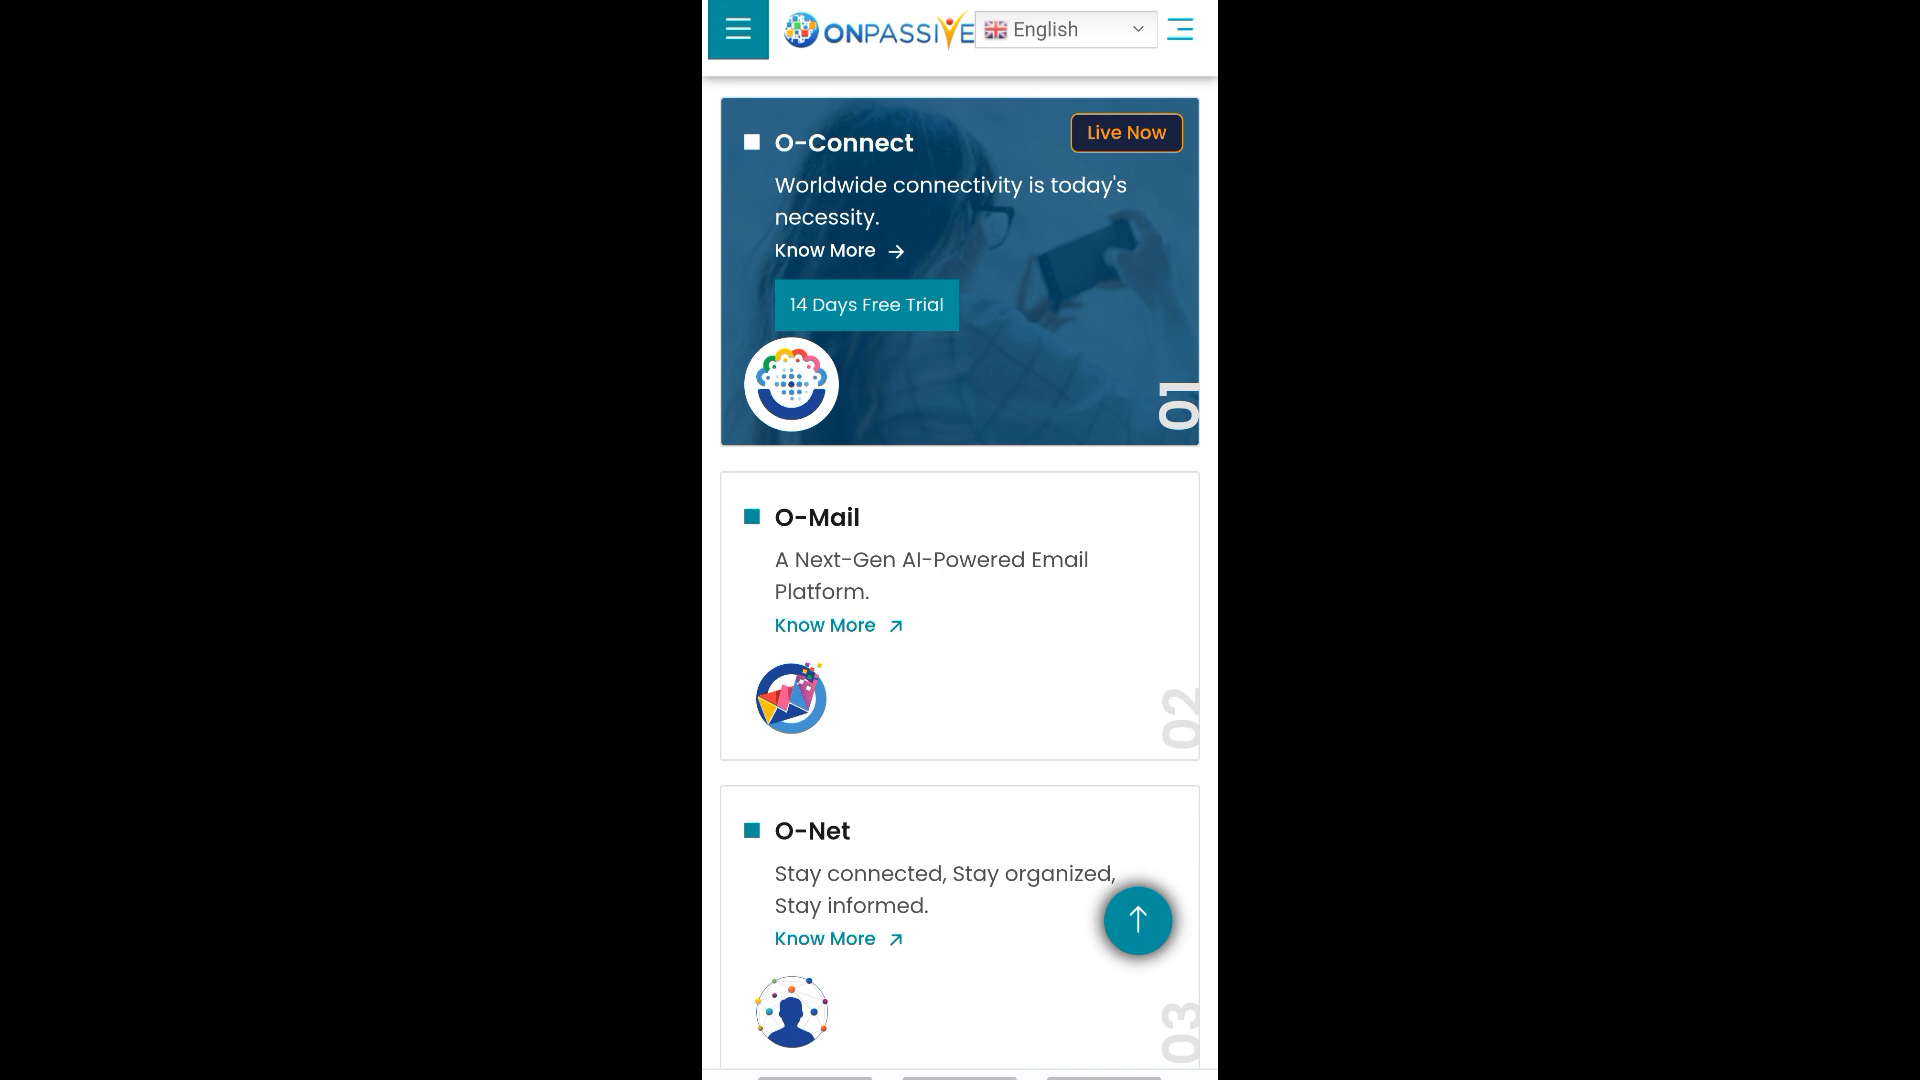 ONPASSIVE
English
O-Connect
Live Now
Worldwide connectivity is today's
necessity.
Know More
14 Days Free Trial
01
O-Mail
A Next-Gen AI-Powered Email
Platform.
Know More
02
O-Net
Stay connected, Stay organized,
Stay informed.
Know More
03